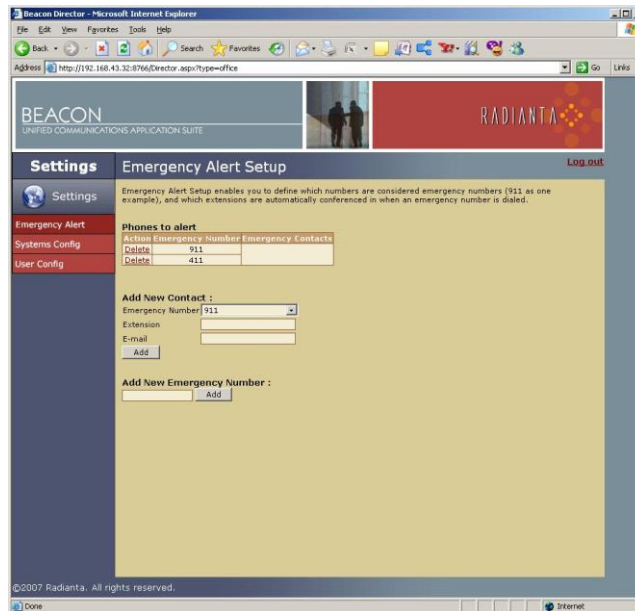 Beacon Director - Microsoft Internet Explorer
File Edit View Favorites Tools Help
Back Search Favorites
Address http://192.168.43.32:8766/Director.aspx?type=office Go Links
BEACON
UNIFIED COMMUNICATIONS APPLICATION SUITE
RADIANTA
Settings
Emergency Alert Setup
Log out
Settings
Emergency Alert Setup enables you to define which numbers are considered emergency numbers (911 as one
example), and which extensions are automatically conferenced in when an emergency number is dialed.
Emergency Alert
Systems Config
User Config
Phones to alert
Action Emergency Number Emergency Contacts
Delete 911
Delete 411
Add New Contact :
Emergency Number 911
Extension
E-mail
Add
Add New Emergency Number :
Add
©2007 Radianta. All rights reserved.
Done Internet